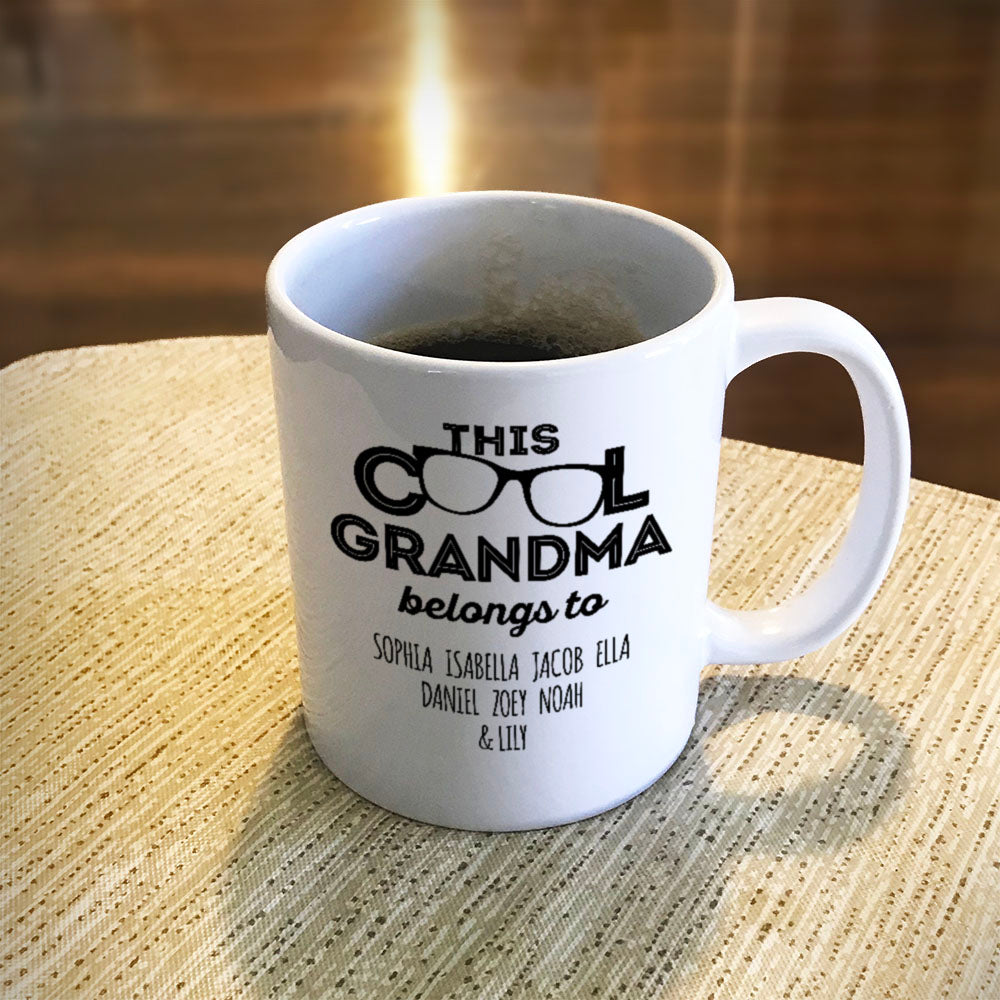 THIS
COOL
GRANDMA
belongs to
SOPHIA ISABELLA JACOB ELLA
DANIEL ZOEY NOAH
& LILY